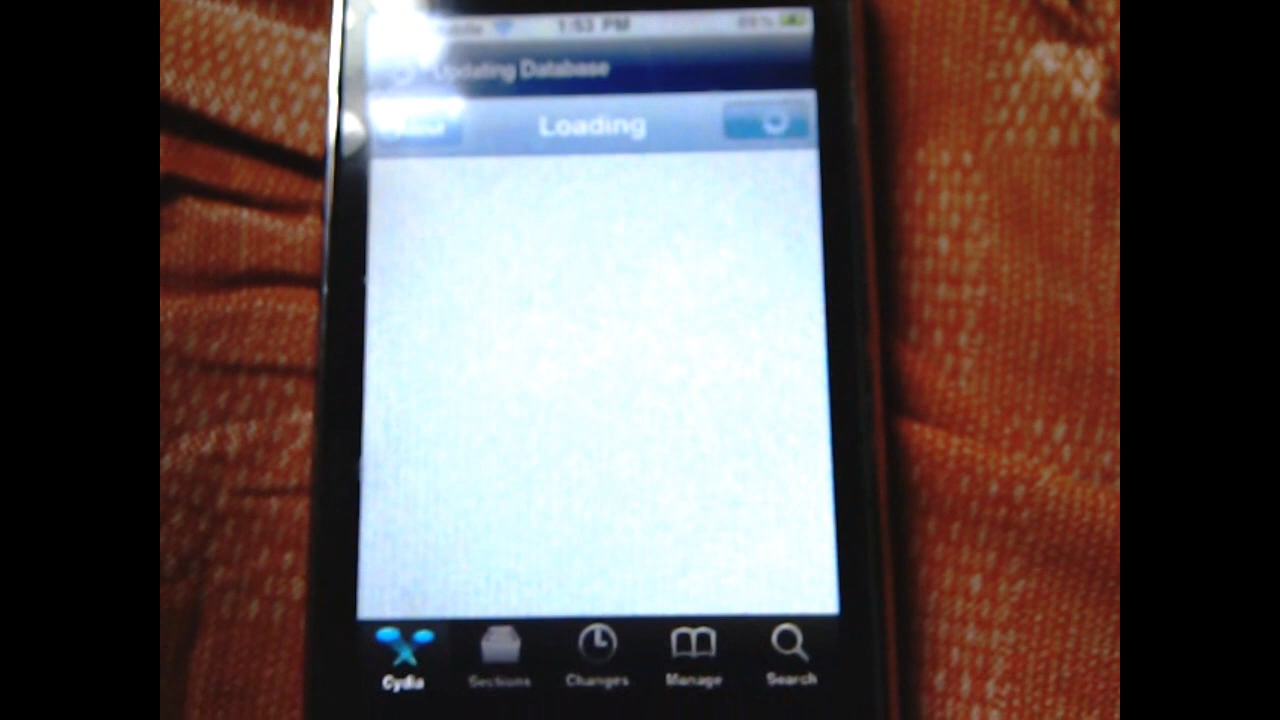 1:53 PM
Updating Database
Loading
Cydia
Sections
Changes
Manage
Search